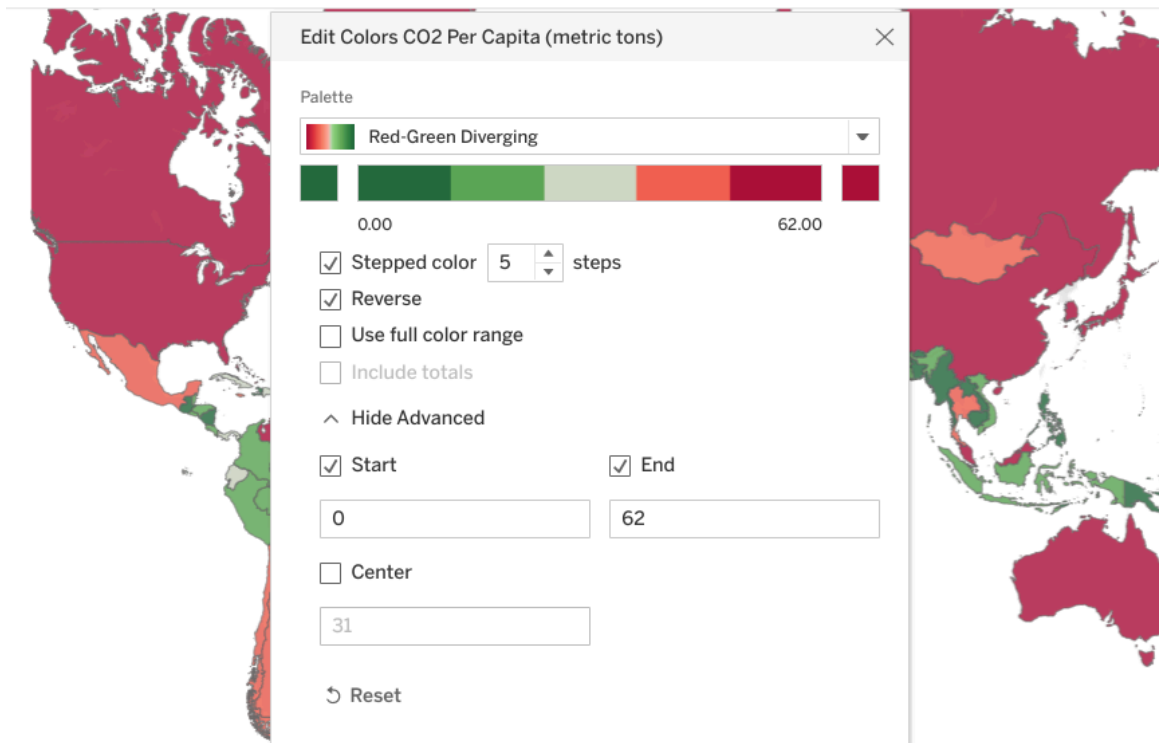 Edit Colors CO2 Per Capita (metric tons)
Palette
Red-Green Diverging
0.00 62.00
Stepped color 5 steps
Reverse
Use full color range
Include totals
Hide Advanced
Start End
0 62
Center
31
Reset